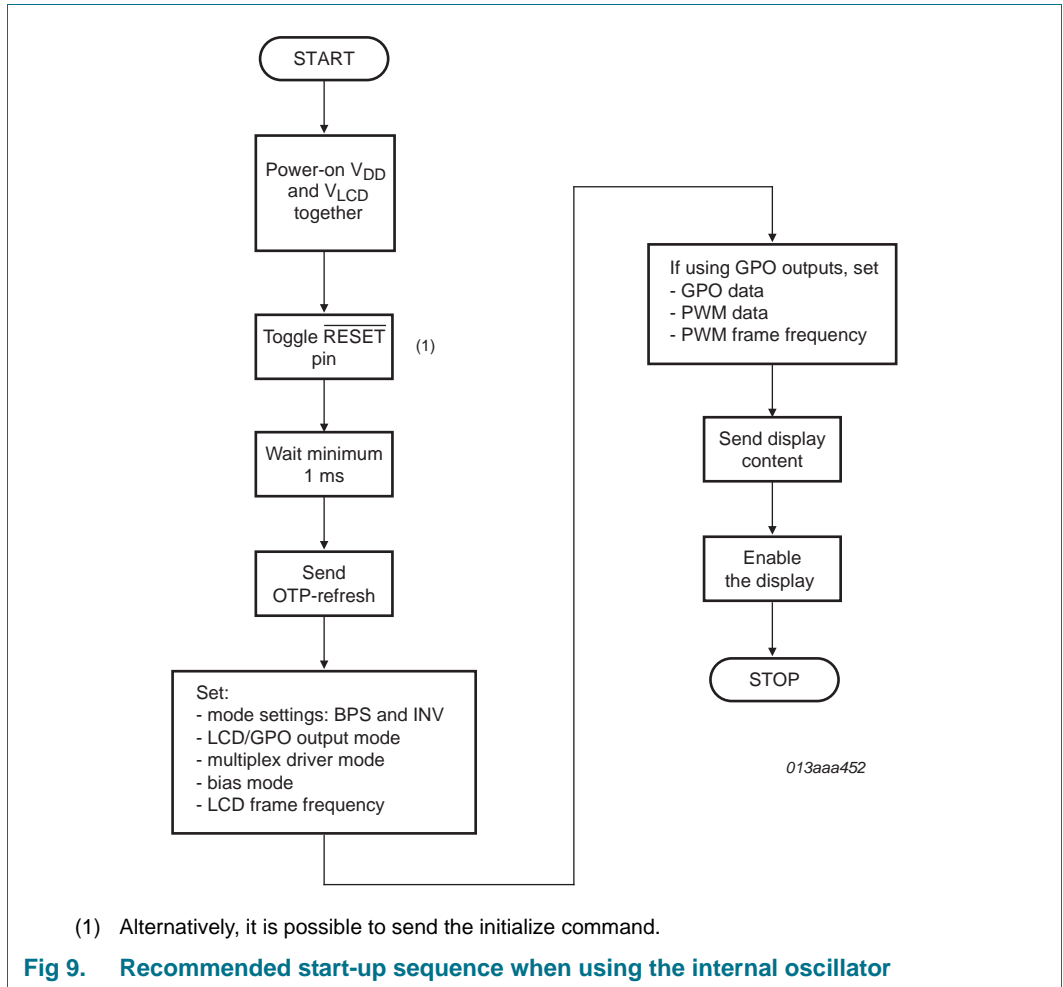 START
Power-on VDD
and VLCD
together
Toggle RESET
pin
(1)
Wait minimum
1 ms
Send
OTP-refresh
Set:
- mode settings: BPS and INV
- LCD/GPO output mode
- multiplex driver mode
- bias mode
- LCD frame frequency
If using GPO outputs, set
- GPO data
- PWM data
- PWM frame frequency
Send display
content
Enable
the display
STOP
013aaa452
(1) Alternatively, it is possible to send the initialize command.
Fig 9. Recommended start-up sequence when using the internal oscillator